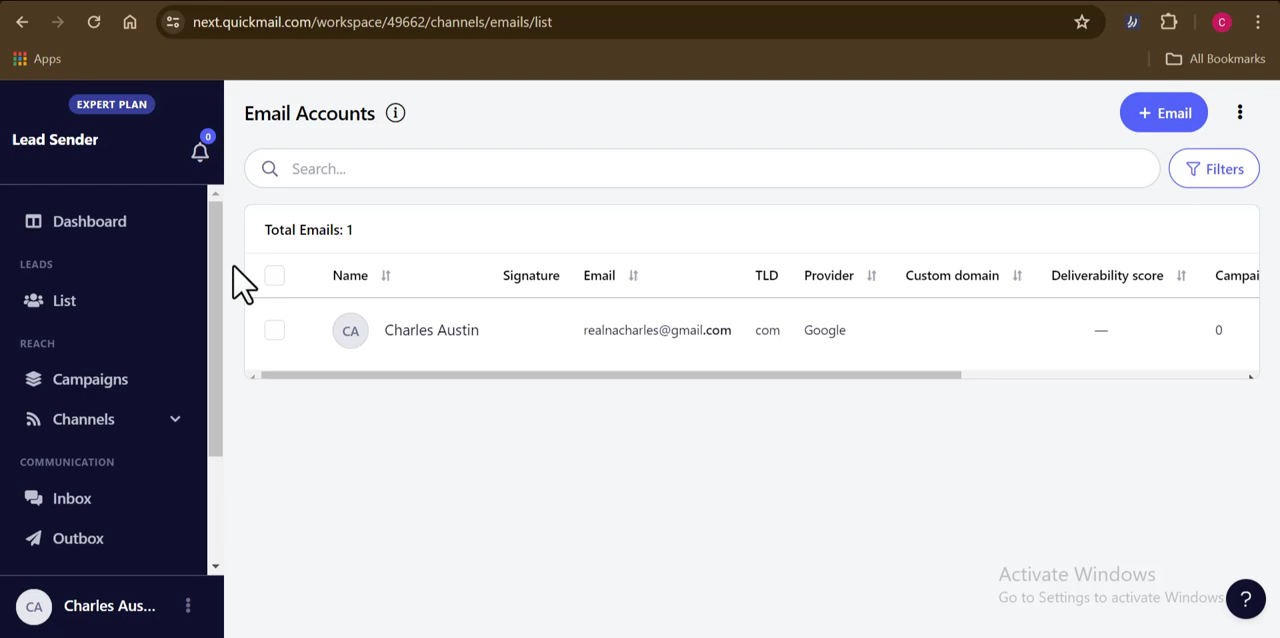 next.quickmail.com/workspace/49662/channels/emails/list
C
Apps
All Bookmarks
EXPERT PLAN
Lead Sender
0
Dashboard
LEADS
List
REACH
Campaigns
Channels
COMMUNICATION
Inbox
Outbox
CA Charles Aus...
Email Accounts
+ Email
Search...
Filters
Total Emails: 1
Name Signature Email TLD Provider Custom domain Deliverability score Campai
CA Charles Austin realnacharles@gmail.com com Google — 0
Activate Windows
Go to Settings to activate Windows
?